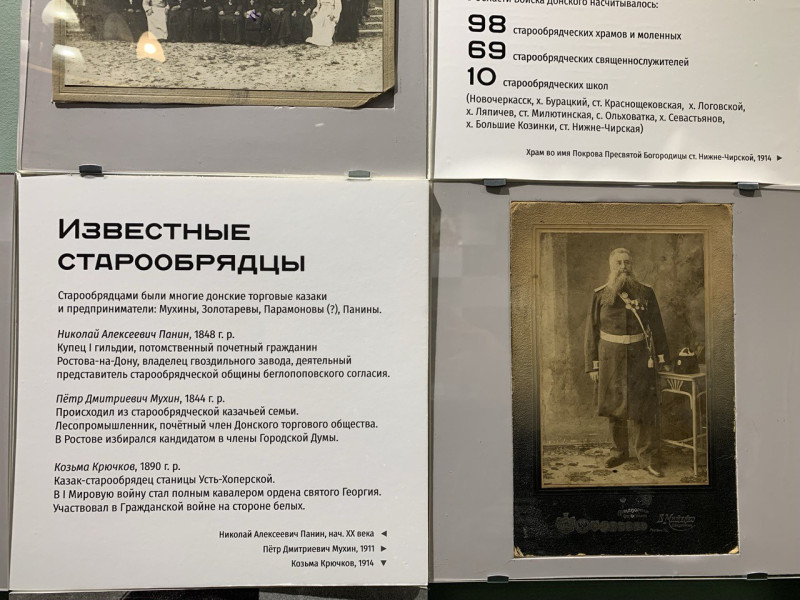 в области Войска Донского насчитывалось:
98 старообрядческих храмов и моленных
69 старообрядческих священнослужителей
10 старообрядческих школ
(Новочеркасск, х. Бурацкий, ст. Краснощековская, х. Логовской,
х. Ляпичев, ст. Милютинская, с. Ольховатка, х. Севастьянов,
х. Большие Козинки, ст. Нижне-Чирская)
Храм во имя Покрова Пресвятой Богородицы ст. Нижне-Чирской, 1914 ►
Известные
старообрядцы
Старообрядцами были многие донские торговые казаки
и предприниматели: Мухины, Золотаревы, Парамоновы (?), Панины.
Николай Алексеевич Панин, 1848 г. р.
Купец I гильдии, потомственный почетный гражданин
Ростова-на-Дону, владелец гвоздильного завода, деятельный
представитель старообрядческой общины беглопоповского согласия.
Пётр Дмитриевич Мухин, 1844 г. р.
Происходил из старообрядческой казачьей семьи.
Лесопромышленник, почётный член Донского торгового общества.
В Ростове избирался кандидатом в члены Городской Думы.
Козьма Крючков, 1890 г. р.
Казак-старообрядец станицы Усть-Хоперской.
В I Мировую войну стал полным кавалером ордена святого Георгия.
Участвовал в Гражданской войне на стороне белых.
Николай Алексеевич Панин, нач. XX века ◄
Пётр Дмитриевич Мухин, 1911 ►
Козьма Крючков, 1914 ▼